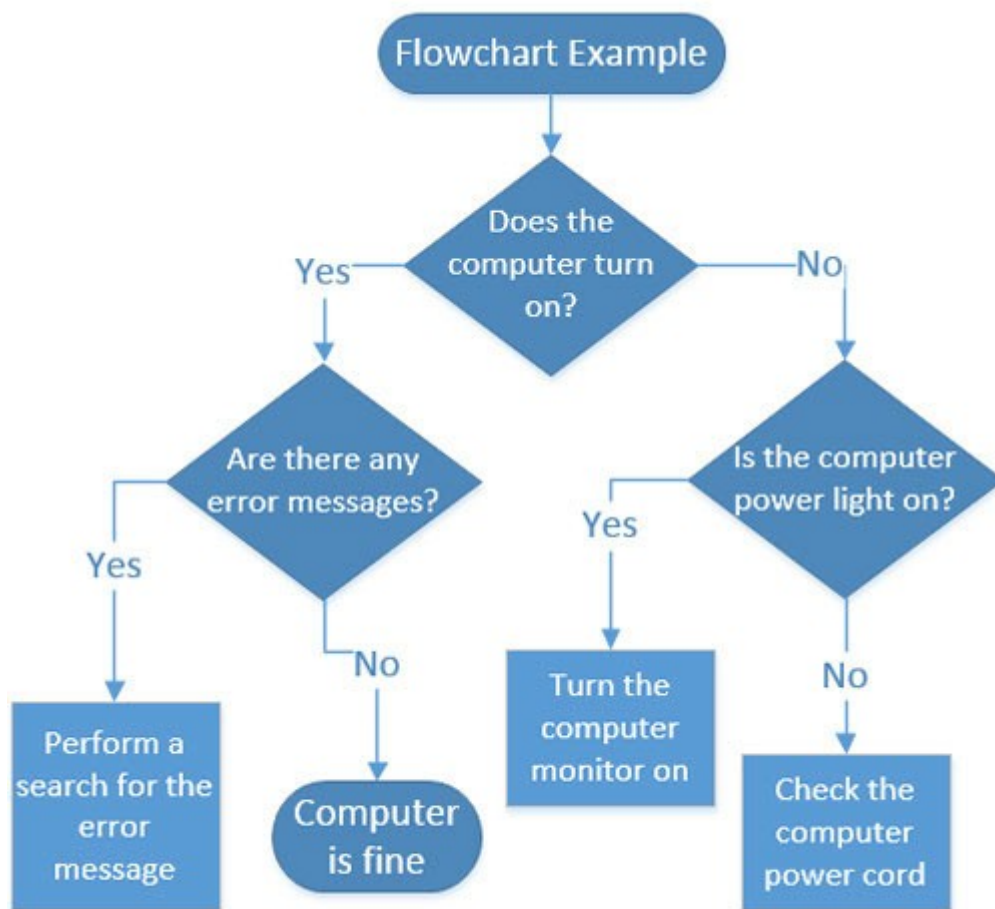 Flowchart Example
Does the
computer turn
on?
Yes
No
Are there any
error messages?
Is the computer
power light on?
Yes
Yes
No
No
Perform a
search for the
error
message
Computer
is fine
Turn the
computer
monitor on
Check the
computer
power cord